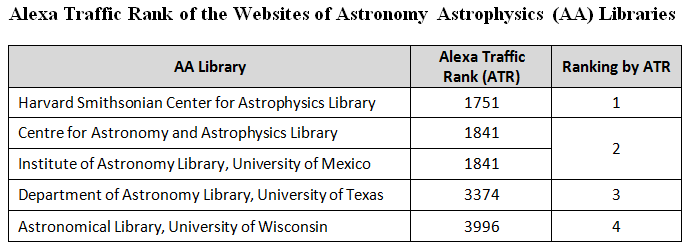 Alexa Traffic Rank of the Websites of Astronomy Astrophysics (AA) Libraries
AA Library
Alexa Traffic
Rank (ATR)
Ranking by ATR
Harvard Smithsonian Center for Astrophysics Library 1751 1
Centre for Astronomy and Astrophysics Library 1841
2
Institute of Astronomy Library, University of Mexico 1841
Department of Astronomy Library, University of Texas 3374 3
Astronomical Library, University of Wisconsin 3996 4